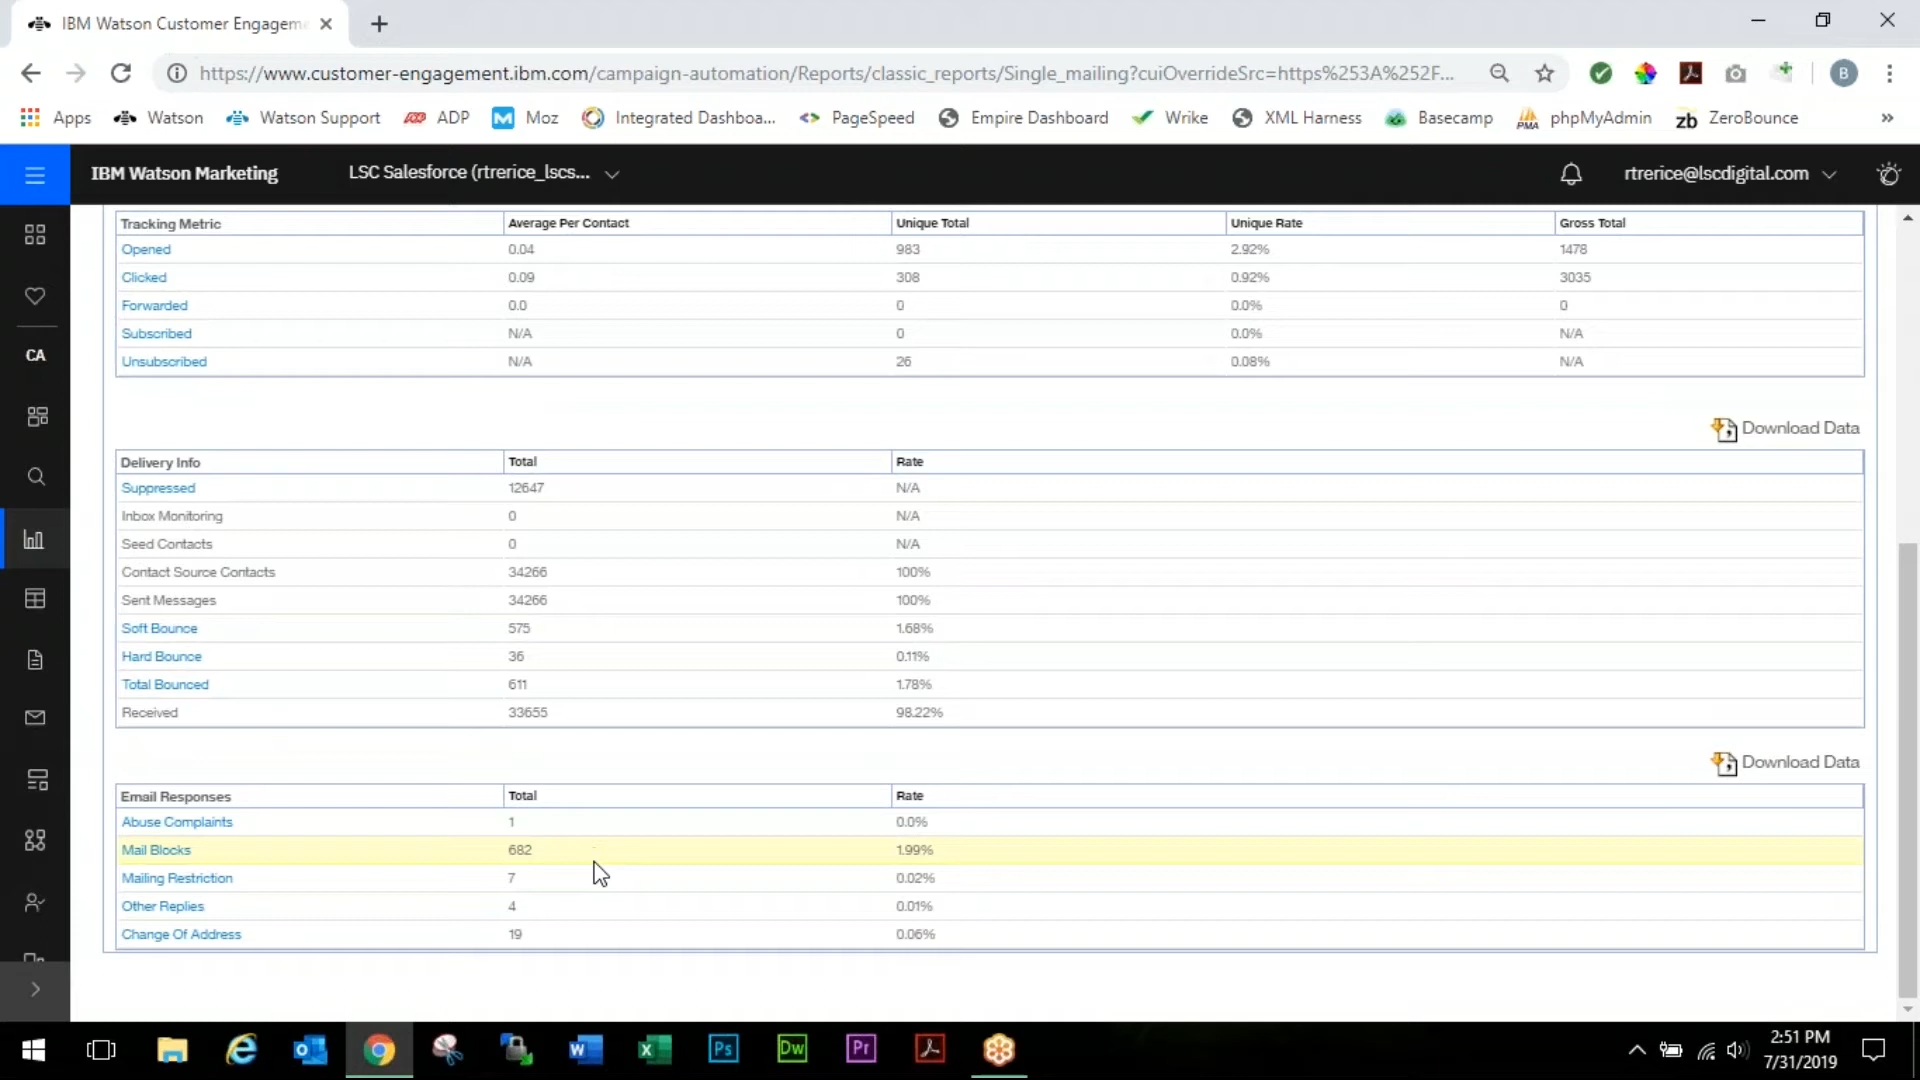 IBM Watson Customer Engagem
https://www.customer-engagement.ibm.com/campaign-automation/Reports/classic_reports/Single_mailing?cuiOverrideSrc=https%253A%252F...
B
Apps Watson Watson Support ADP Moz Integrated Dashboa... PageSpeed Empire Dashboard Wrike XML Harness Basecamp phpMyAdmin ZeroBounce »
IBM Watson Marketing LSC Salesforce (rtrerice_lscs... rtrerice@lscdigital.com
CA
Tracking Metric Average Per Contact Unique Total Unique Rate Gross Total
Opened 0.04 983 2.92% 1478
Clicked 0.09 308 0.92% 3035
Forwarded 0.0 0 0.0% 0
Subscribed N/A 0 0.0% N/A
Unsubscribed N/A 26 0.08% N/A
Download Data
Delivery Info Total Rate
Suppressed 12647 N/A
Inbox Monitoring 0 N/A
Seed Contacts 0 N/A
Contact Source Contacts 34266 100%
Sent Messages 34266 100%
Soft Bounce 575 1.68%
Hard Bounce 36 0.11%
Total Bounced 611 1.78%
Received 33655 98.22%
Download Data
Email Responses Total Rate
Abuse Complaints 1 0.0%
Mail Blocks 682 1.99%
Mailing Restriction 7 0.02%
Other Replies 4 0.01%
Change Of Address 19 0.06%
Ps Dw Pr
2:51 PM
7/31/2019